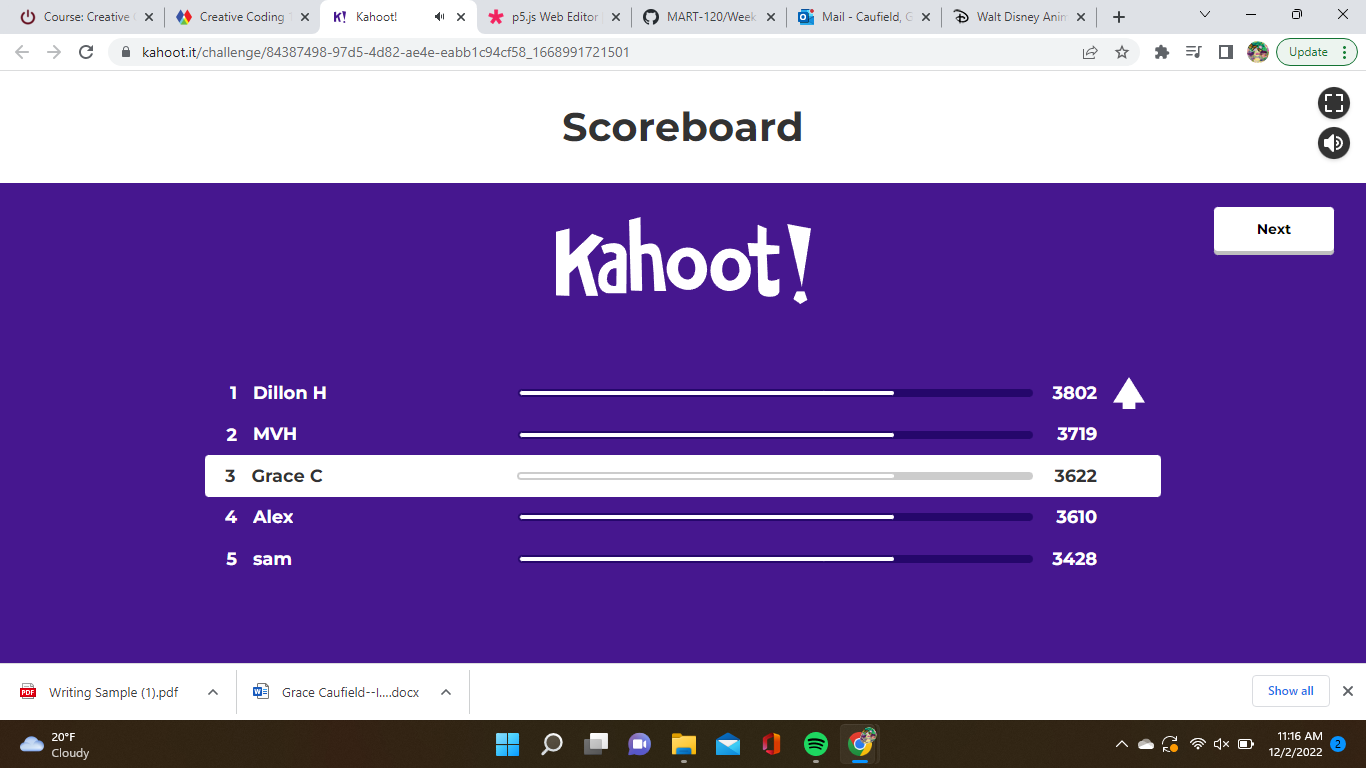 Course: Creative
Creative Coding
Kahoot!
p5.js Web Editor
MART-120/Week
Mail - Caufield, G
Walt Disney Anim
kahoot.it/challenge/84387498-97d5-4d82-ae4e-eabb1c94cf58_1668991721501
Update
Scoreboard
Next
Kahoot!
1 Dillon H 3802
2 MVH 3719
3 Grace C 3622
4 Alex 3610
5 sam 3428
PDF Writing Sample (1).pdf
Grace Caufield--I....docx
Show all
20°F
Cloudy
11:16 AM
12/2/2022 2